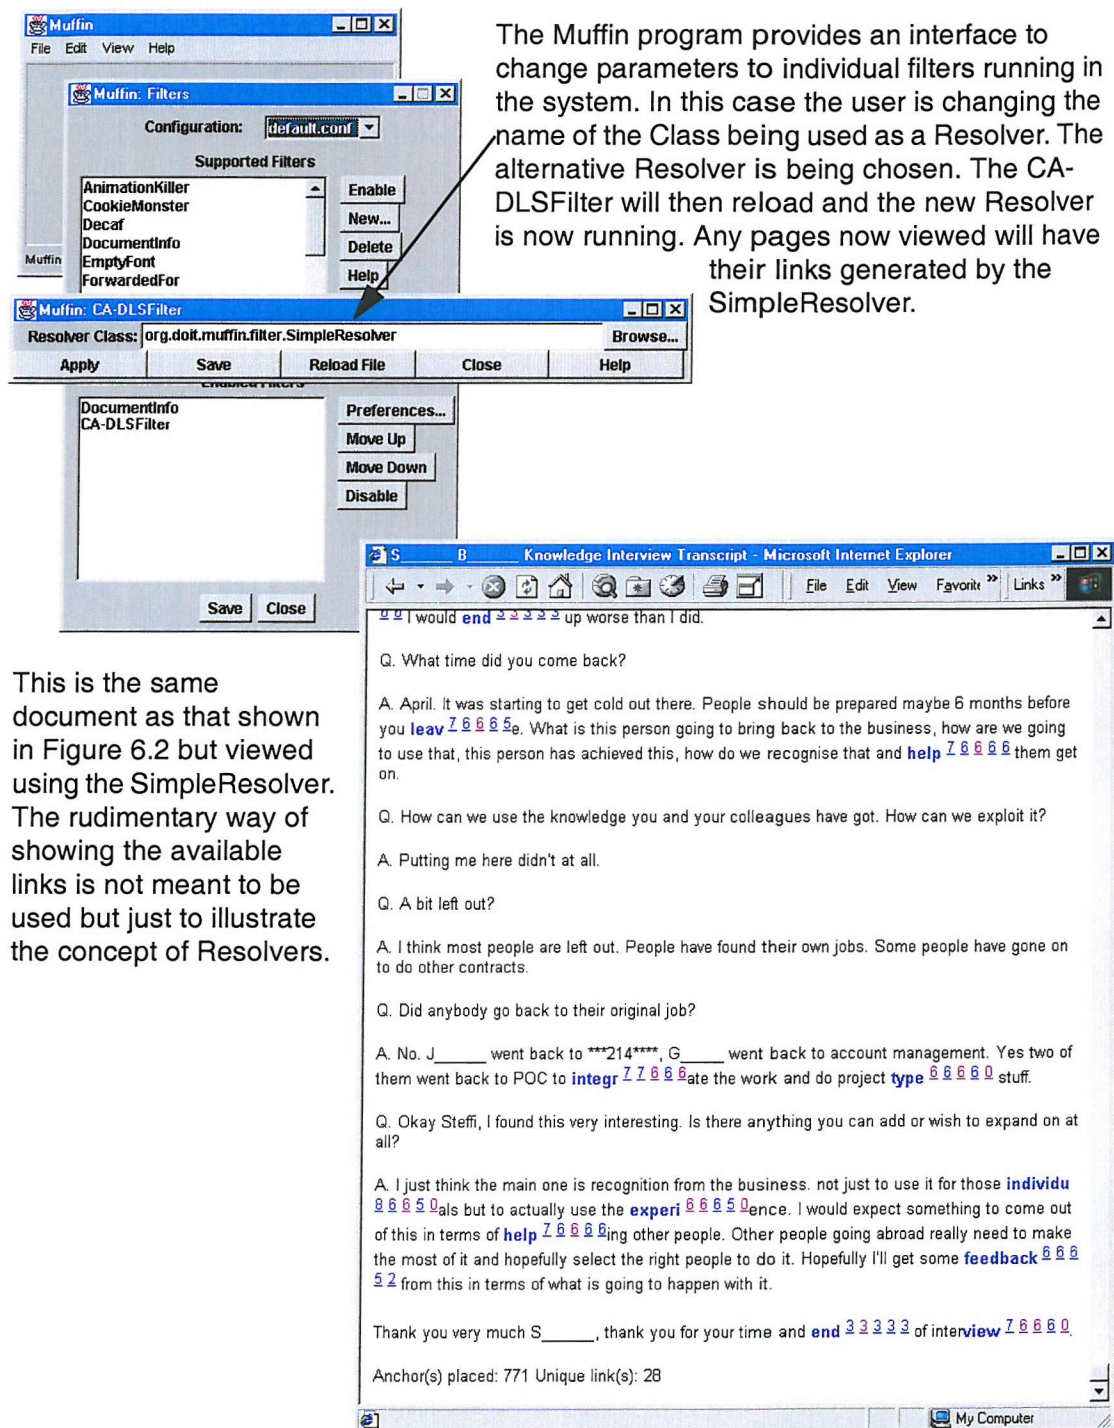 Muffin
File Edit View Help
Muffin: Filters
Configuration: default.conf
Supported Filters
AnimationKiller
CookieMonster
Decaf
DocumentInfo
EmptyFont
ForwardedFor
Enable
New...
Delete
Help
Muffin
The Muffin program provides an interface to
change parameters to individual filters running in
the system. In this case the user is changing the
name of the Class being used as a Resolver. The
alternative Resolver is being chosen. The CA-
DLSFilter will then reload and the new Resolver
is now running. Any pages now viewed will have
their links generated by the
SimpleResolver.
Muffin: CA-DLSFilter
Resolver Class: org.doit.muffin.filter.SimpleResolver Browse...
Apply Save Reload File Close Help
Enabled Filters
DocumentInfo
CA-DLSFilter
Preferences...
Move Up
Move Down
Disable
Save Close
This is the same
document as that shown
in Figure 6.2 but viewed
using the SimpleResolver.
The rudimentary way of
showing the available
links is not meant to be
used but just to illustrate
the concept of Resolvers.
S______ B______ Knowledge Interview Transcript - Microsoft Internet Explorer
File Edit View Favorite » Links »
I would end 3 3 3 3 3 up worse than I did.
Q. What time did you come back?
A. April. It was starting to get cold out there. People should be prepared maybe 6 months before
you leav 7 6 6 6 5e. What is this person going to bring back to the business, how are we going
to use that, this person has achieved this, how do we recognise that and help 7 6 6 6 6 them get
on.
Q. How can we use the knowledge you and your colleagues have got. How can we exploit it?
A. Putting me here didn't at all.
Q. A bit left out?
A. I think most people are left out. People have found their own jobs. Some people have gone on
to do other contracts.
Q. Did anybody go back to their original job?
A. No. J______ went back to ***214****, G_____ went back to account management. Yes two of
them went back to POC to integr 7 7 6 6 6ate the work and do project type 6 6 6 6 0 stuff.
Q. Okay Steffi, I found this very interesting. Is there anything you can add or wish to expand on at
all?
A. I just think the main one is recognition from the business. not just to use it for those individu
8 6 6 5 0als but to actually use the experi 6 6 6 5 0ence. I would expect something to come out
of this in terms of help 7 6 6 6 6ing other people. Other people going abroad really need to make
the most of it and hopefully select the right people to do it. Hopefully I'll get some feedback 6 6 6
5 2 from this in terms of what is going to happen with it.
Thank you very much S______, thank you for your time and end 3 3 3 3 3 of interview 7 6 6 6 0.
Anchor(s) placed: 771 Unique link(s): 28
My Computer